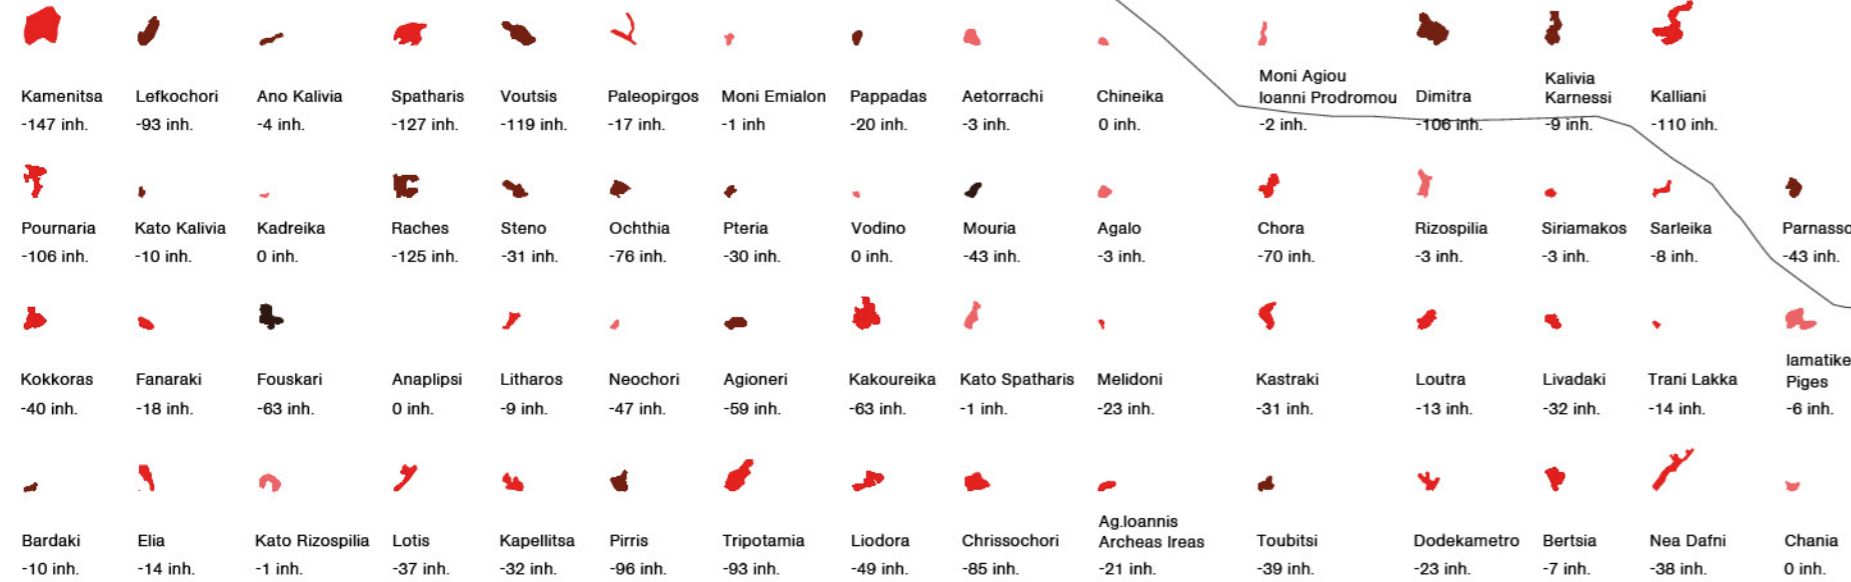 Kamenitsa Lefkochori Ano Kalivia Spatharis Voutsis Paleopirgos Moni Emialon Pappadas Aetorrachi Chineika Moni Agiou Ioanni Prodromou Dimitra Kalivia Karnessi Kalliani
-147 inh. -93 inh. -4 inh. -127 inh. -119 inh. -17 inh. -1 inh -20 inh. -3 inh. 0 inh. -2 inh. -106 inh. -9 inh. -110 inh.
Pournaria Kato Kalivia Kadreika Raches Steno Ochthia Pteria Vodino Mouria Agalo Chora Rizospilia Siriamakos Sarleika Parnasso
-106 inh. -10 inh. 0 inh. -125 inh. -31 inh. -76 inh. -30 inh. 0 inh. -43 inh. -3 inh. -70 inh. -3 inh. -3 inh. -8 inh. -43 inh.
Kokkoras Fanaraki Fouskari Anaplipsi Litharos Neochori Agioneri Kakoureika Kato Spatharis Melidoni Kastraki Loutra Livadaki Trani Lakka Iamatike Piges
-40 inh. -18 inh. -63 inh. 0 inh. -9 inh. -47 inh. -59 inh. -63 inh. -1 inh. -23 inh. -31 inh. -13 inh. -32 inh. -14 inh. -6 inh.
Bardaki Elia Kato Rizospilia Lotis Kapellitsa Pirris Tripotamia Liodora Chrissochori Ag.Ioannis Archeas Ireas Toubitsi Dodekametro Bertsia Nea Dafni Chania
-10 inh. -14 inh. -1 inh. -37 inh. -32 inh. -96 inh. -93 inh. -49 inh. -85 inh. -21 inh. -39 inh. -23 inh. -7 inh. -38 inh. 0 inh.